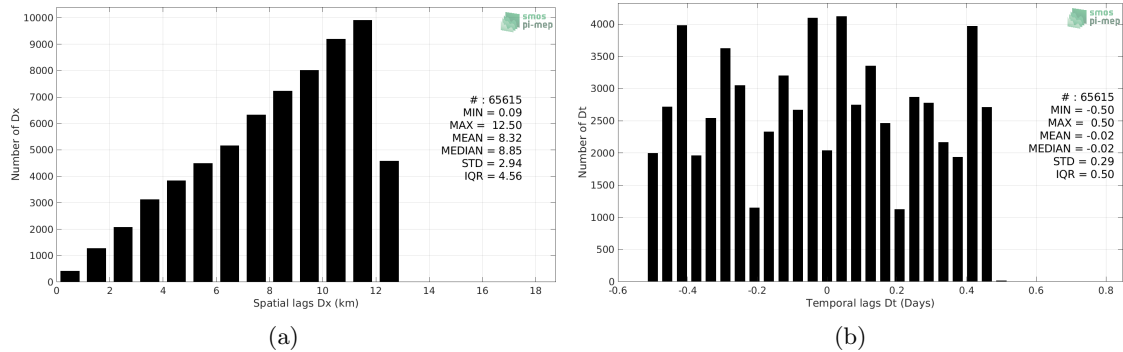 10000
9000
8000
7000
6000
5000
4000
3000
2000
1000
0
Number of Dx
smos
pi-mep
# : 65615
MIN = 0.09
MAX = 12.50
MEAN = 8.32
MEDIAN = 8.85
STD = 2.94
IQR = 4.56
0 2 4 6 8 10 12 14 16 18
Spatial lags Dx (km)
(a)
4000
3500
3000
2500
2000
1500
1000
500
0
Number of Dt
smos
pi-mep
# : 65615
MIN = -0.50
MAX = 0.50
MEAN = -0.02
MEDIAN = -0.02
STD = 0.29
IQR = 0.50
-0.6 -0.4 -0.2 0 0.2 0.4 0.6 0.8
Temporal lags Dt (Days)
(b)